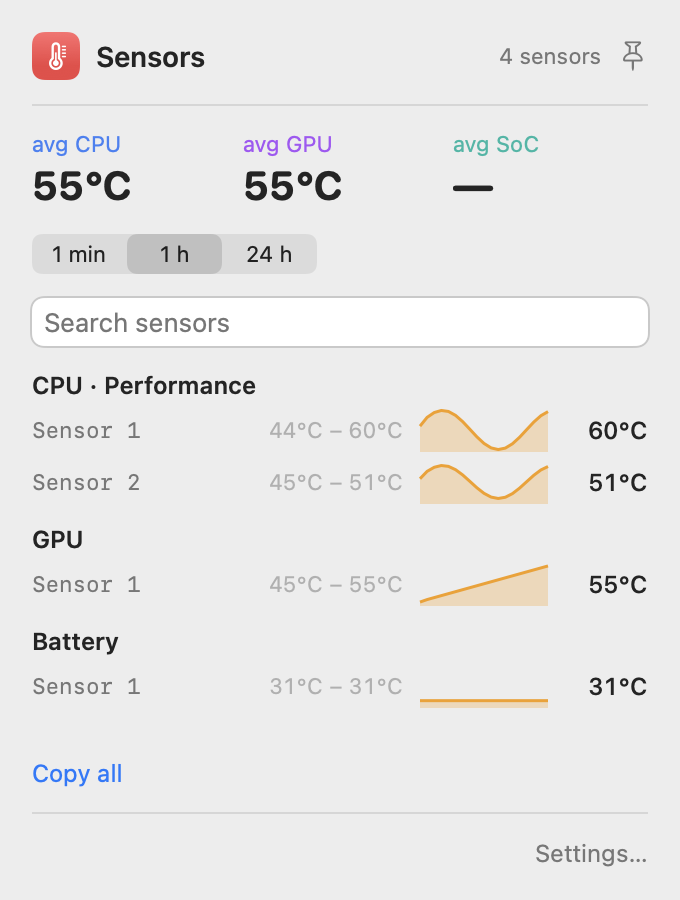 Sensors 4 sensors
avg CPU avg GPU avg SoC
55°C 55°C —
1 min 1 h 24 h
Search sensors
CPU · Performance
Sensor 1 44°C – 60°C 60°C
Sensor 2 45°C – 51°C 51°C
GPU
Sensor 1 45°C – 55°C 55°C
Battery
Sensor 1 31°C – 31°C 31°C
Copy all
Settings...